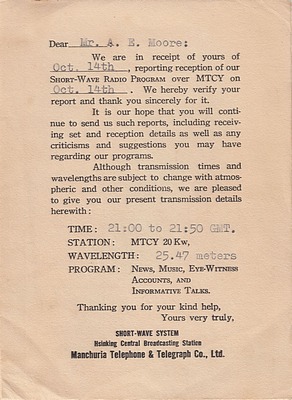 Dear Mr. A. E. Moore:
We are in receipt of yours of
Oct. 14th, reporting reception of our
Short-Wave Radio Program over MTCY on
Oct. 14th. We hereby verify your
report and thank you sincerely for it.
It is our hope that you will conti-
nue to send us such reports, including receiv-
ing set and reception details as well as any
criticisms and suggestions you may have
regarding our programs.
Although transmission times and
wavelengths are subject to change with atmos-
pheric and other conditions, we are pleased
to give you our present transmission details
herewith:
TIME: 21:00 to 21:50 GMT.
STATION: MTCY 20 Kw,
WAVELENGTH: 25.47 meters
PROGRAM: News, Music, Eye-Witness
Accounts, and
Informative Talks.
Thanking you for your kind help,
Yours very truly,
SHORT-WAVE SYSTEM
Hsinking Central Broadcasting Station
Manchuria Telephone & Telegraph Co., Ltd.